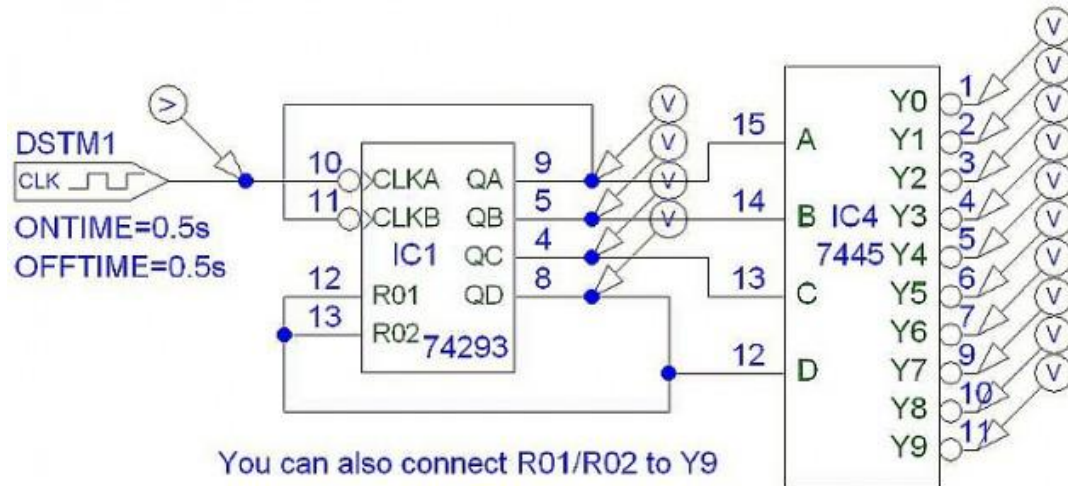 DSTM1
CLK
ONTIME=0.5s
OFFTIME=0.5s
>
10
11
12
13
CLKA
CLKB
R01
R02
QA
QB
QC
QD
IC1
74293
9
5
4
8
V
V
V
V
15
14
13
12
A
B
C
D
IC4
7445
Y0
Y1
Y2
Y3
Y4
Y5
Y6
Y7
Y8
Y9
1
2
3
4
5
6
7
9
10
11
V
V
V
V
V
V
V
V
V
V
You can also connect R01/R02 to Y9